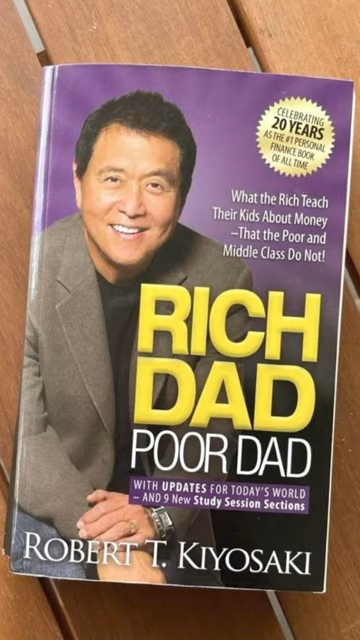 CELEBRATING
20 YEARS
AS THE #1 PERSONAL
FINANCE BOOK
OF ALL TIME
What the Rich Teach
Their Kids About Money
–That the Poor and
Middle Class Do Not!
RICH
DAD
POOR DAD
WITH UPDATES FOR TODAY'S WORLD
– AND 9 New Study Session Sections
ROBERT T. KIYOSAKI